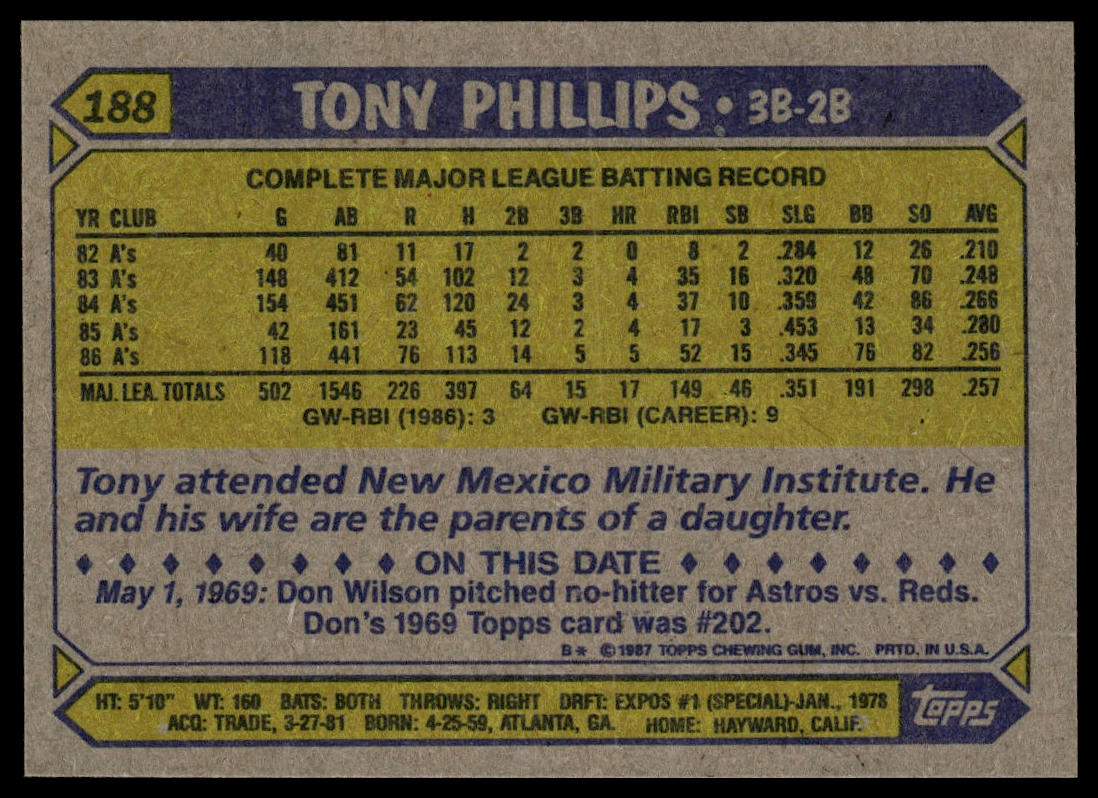 188 TONY PHILLIPS • 3B-2B
COMPLETE MAJOR LEAGUE BATTING RECORD
YR CLUB G AB R H 2B 3B HR RBI SB SLG BB SO AVG
82 A's 40 81 11 17 2 2 0 8 2 .284 12 26 .210
83 A's 148 412 54 102 12 3 4 35 16 .320 48 70 .248
84 A's 154 451 62 120 24 3 4 37 10 .359 42 86 .266
85 A's 42 161 23 45 12 2 4 17 3 .453 13 34 .280
86 A's 118 441 76 113 14 5 5 52 15 .345 76 82 .256
MAJ. LEA. TOTALS 502 1546 226 397 64 15 17 149 46 .351 191 298 .257
GW-RBI (1986): 3 GW-RBI (CAREER): 9
Tony attended New Mexico Military Institute. He
and his wife are the parents of a daughter.
ON THIS DATE
May 1, 1969: Don Wilson pitched no-hitter for Astros vs. Reds.
Don's 1969 Topps card was #202.
B* ©1987 TOPPS CHEWING GUM, INC. PRTD. IN U.S.A.
HT: 5'10" WT: 160 BATS: BOTH THROWS: RIGHT DRFT: EXPOS #1 (SPECIAL)-JAN., 1978
ACQ: TRADE, 3-27-81 BORN: 4-25-59, ATLANTA, GA. HOME: HAYWARD, CALIF.
Topps